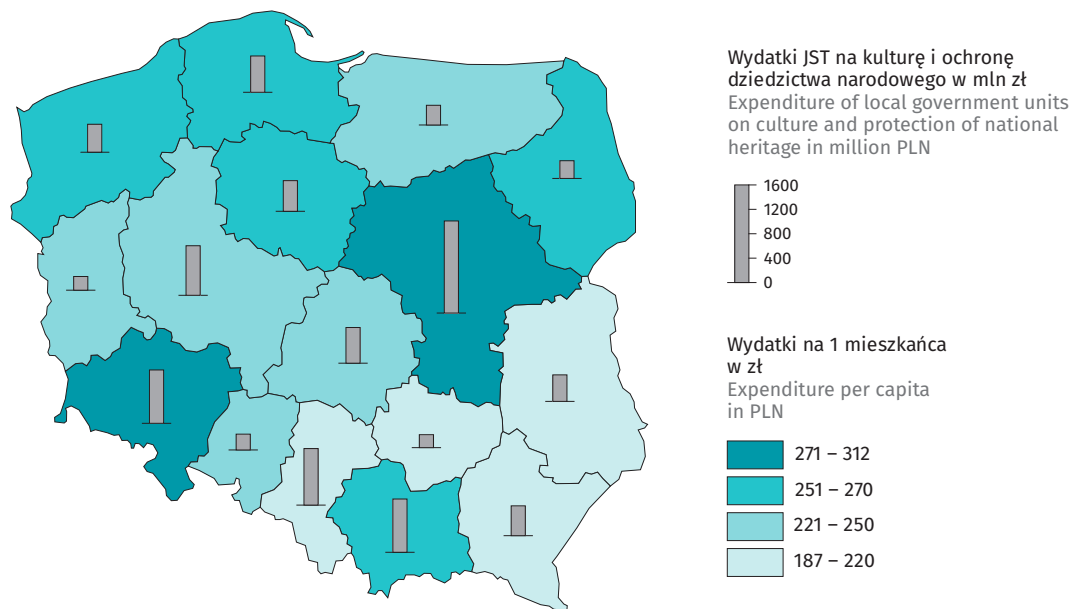 Wydatki JST na kulturę i ochronę
dziedzictwa narodowego w mln zł
Expenditure of local government units
on culture and protection of national
heritage in million PLN
1600
1200
800
400
0
Wydatki na 1 mieszkańca
w zł
Expenditure per capita
in PLN
271 – 312
251 – 270
221 – 250
187 – 220